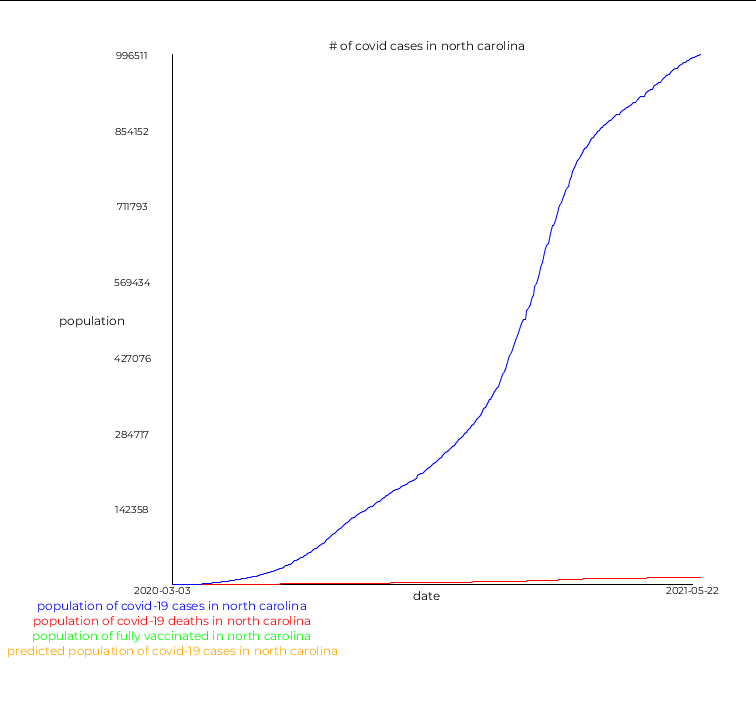 # of covid cases in north carolina
996511
854152
711793
569434
population
427076
284717
142358
2020-03-03
2021-05-22
date
population of covid-19 cases in north carolina
population of covid-19 deaths in north carolina
population of fully vaccinated in north carolina
predicted population of covid-19 cases in north carolina